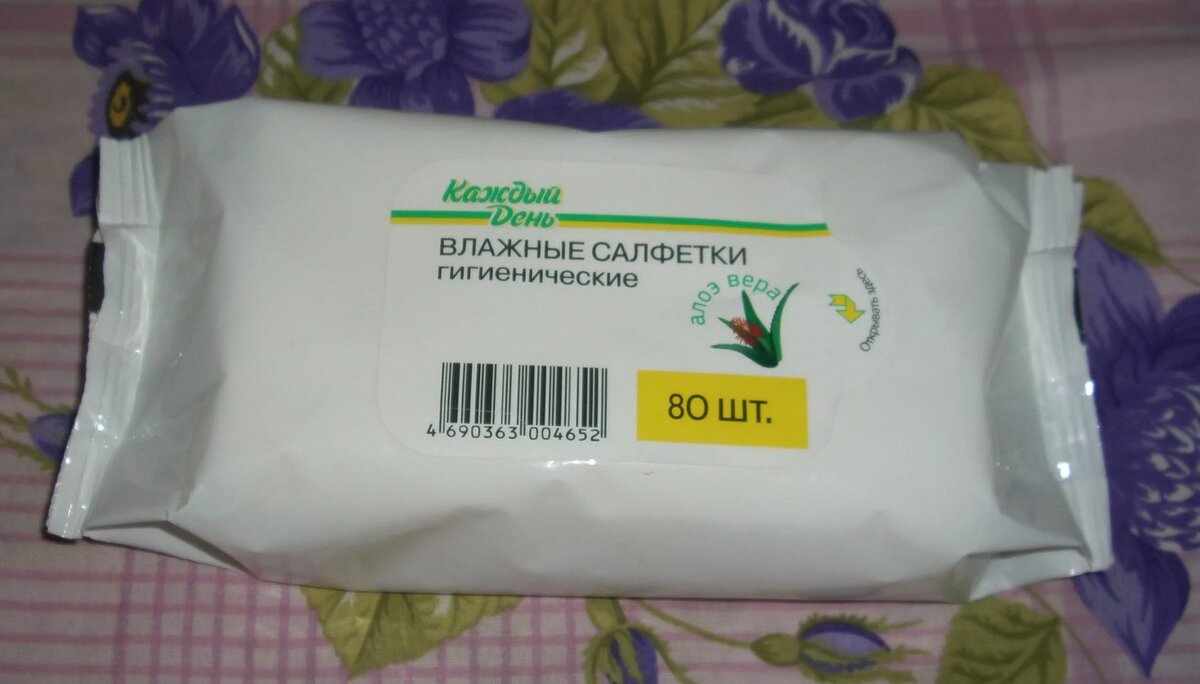 Каждый
День
ВЛАЖНЫЕ САЛФЕТКИ
гигиенические
алоэ вера
Открывать здесь
4 690363 004652
80 ШТ.